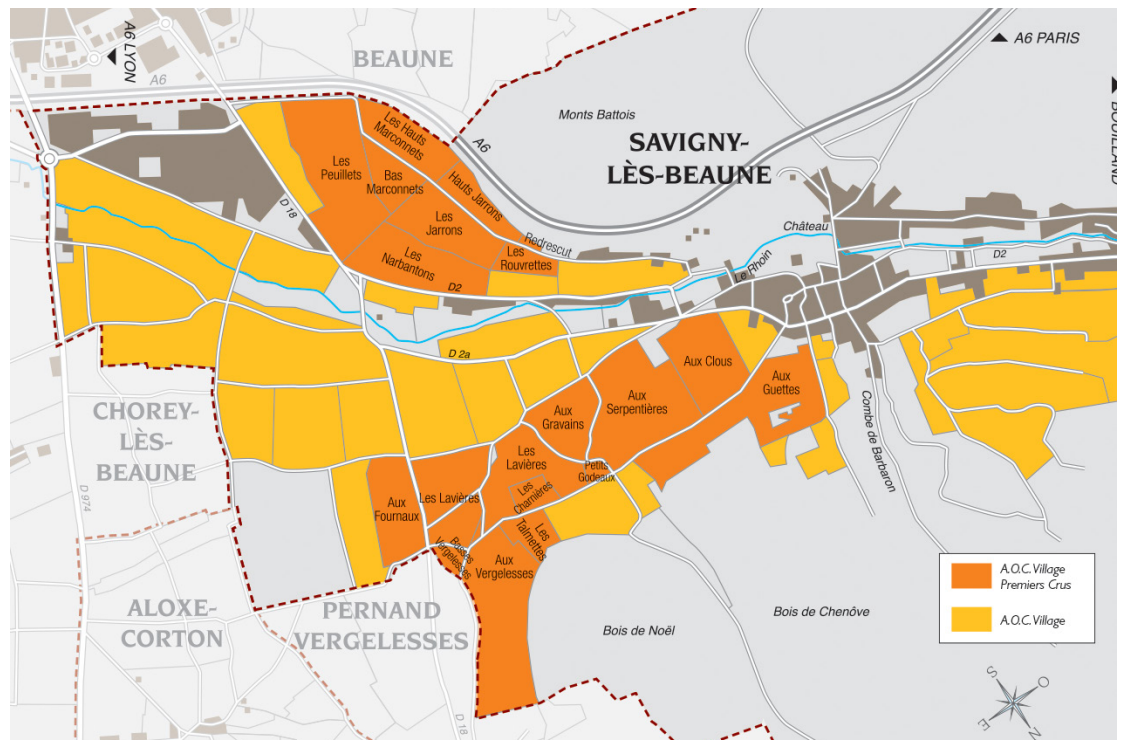 A6 LYON
A6
BEAUNE
A6 PARIS
BOUILLAND
Monts Battois
SAVIGNY-
LÈS-BEAUNE
A6
Les Hauts
Marconnets
Hauts Jarrons
Les
Peuillets
Bas
Marconnets
Les
Jarrons
Redrescut
Les
Rouvrettes
Les
Narbantons
D 18
D2
Château
Le Rhoin
D2
D 2a
Aux Clous
Aux
Guettes
Aux
Serpentières
Aux
Gravains
Combe de Barbaron
Les
Lavières
Petits
Godeaux
Les
Charnières
Les Lavières
Aux
Fournaux
Basses
Vergelesses
Les
Talmettes
Aux
Vergelesses
CHOREY-
LÈS-
BEAUNE
D 974
ALOXE-
CORTON
PERNAND
VERGELESSES
D 18
Bois de Noël
Bois de Chenôve
A.O.C. Village
Premiers Crus
A.O.C. Village
S
O
E
N